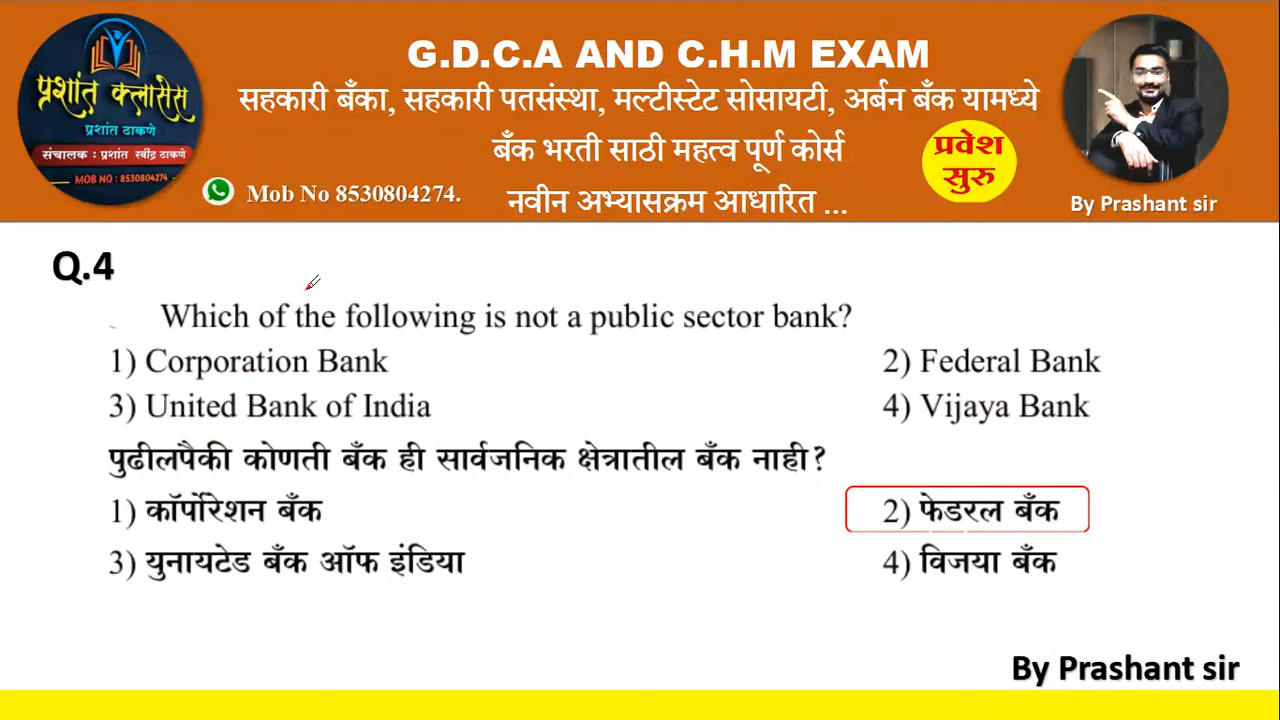 प्रशांत क्लासेस
प्रशांत ठाकणे
संचालक : प्रशांत रवींद्र ठाकणे
MOB NO : 8530804274
G.D.C.A AND C.H.M EXAM
सहकारी बँका, सहकारी पतसंस्था, मल्टीस्टेट सोसायटी, अर्बन बँक यामध्ये
बँक भरती साठी महत्व पूर्ण कोर्स
प्रवेश
सुरु
Mob No 8530804274.
नवीन अभ्यासक्रम आधारित ...
By Prashant sir
Q.4
Which of the following is not a public sector bank?
1) Corporation Bank 2) Federal Bank
3) United Bank of India 4) Vijaya Bank
पुढीलपैकी कोणती बँक ही सार्वजनिक क्षेत्रातील बँक नाही?
1) कॉर्पोरेशन बँक 2) फेडरल बँक
3) युनायटेड बँक ऑफ इंडिया 4) विजया बँक
By Prashant sir